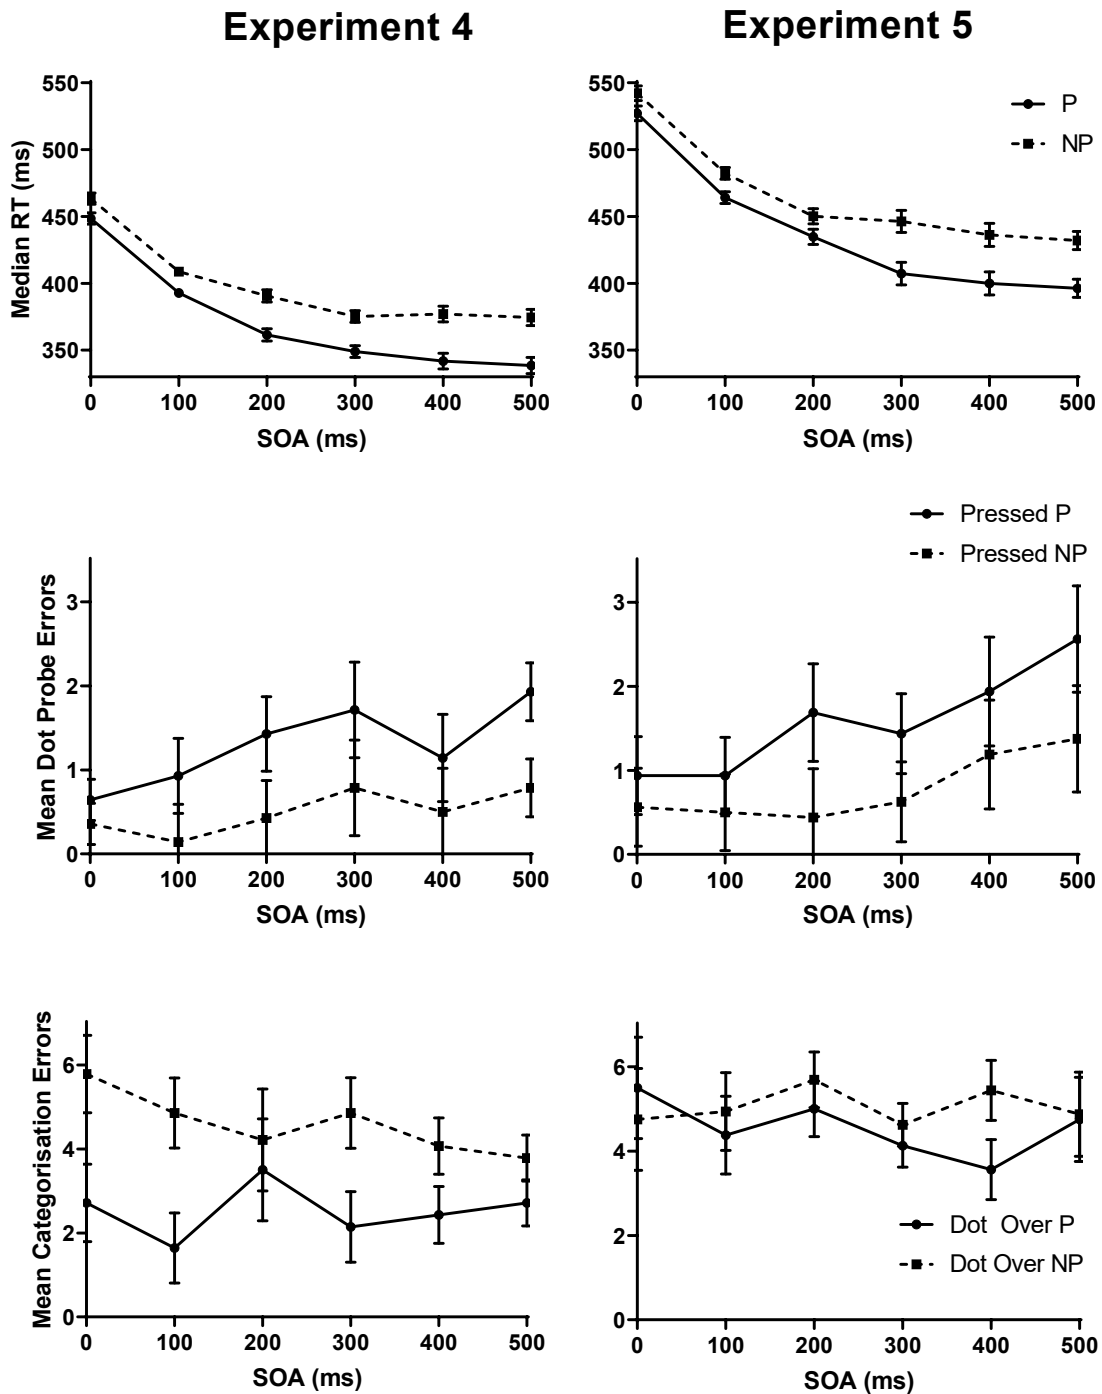 Experiment 4
Experiment 5
550
500
450
400
350
Median RT (ms)
0 100 200 300 400 500
SOA (ms)
550
500
450
400
350
P
NP
0 100 200 300 400 500
SOA (ms)
3
2
1
0
Mean Dot Probe Errors
0 100 200 300 400 500
SOA (ms)
Pressed P
Pressed NP
3
2
1
0
0 100 200 300 400 500
SOA (ms)
6
4
2
0
Mean Categorisation Errors
0 100 200 300 400 500
SOA (ms)
6
4
2
0
Dot Over P
Dot Over NP
0 100 200 300 400 500
SOA (ms)